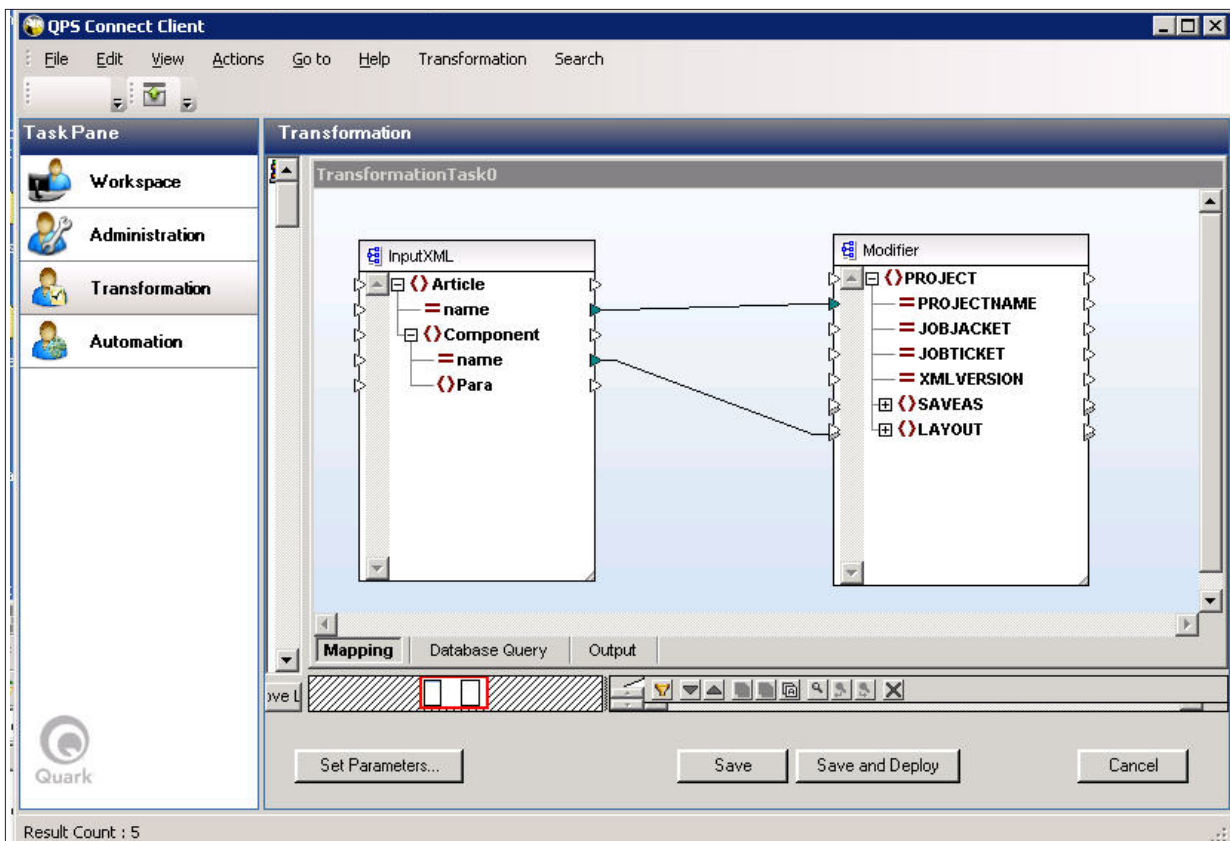 QPS Connect Client
File Edit View Actions Go to Help Transformation Search
Task Pane
Transformation
Workspace
Administration
Transformation
Automation
TransformationTask0
InputXML
Article
name
Component
name
Para
Modifier
PROJECT
PROJECTNAME
JOBJACKET
JOBTICKET
XMLVERSION
SAVEAS
LAYOUT
Mapping Database Query Output
ove L
Set Parameters... Save Save and Deploy Cancel
Quark
Result Count : 5